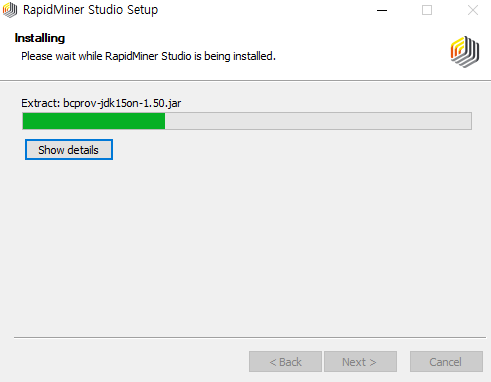 RapidMiner Studio Setup
Installing
Please wait while RapidMiner Studio is being installed.
Extract: bcprov-jdk15on-1.50.jar
Show details
< Back Next > Cancel